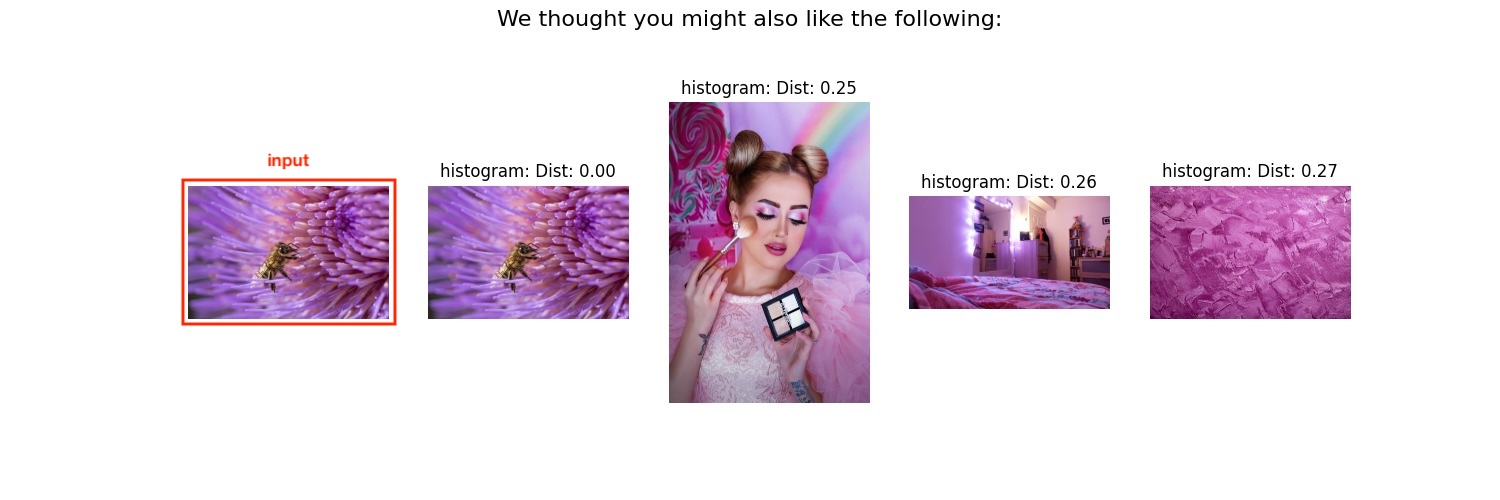 We thought you might also like the following:
input
histogram: Dist: 0.00
histogram: Dist: 0.25
histogram: Dist: 0.26
histogram: Dist: 0.27